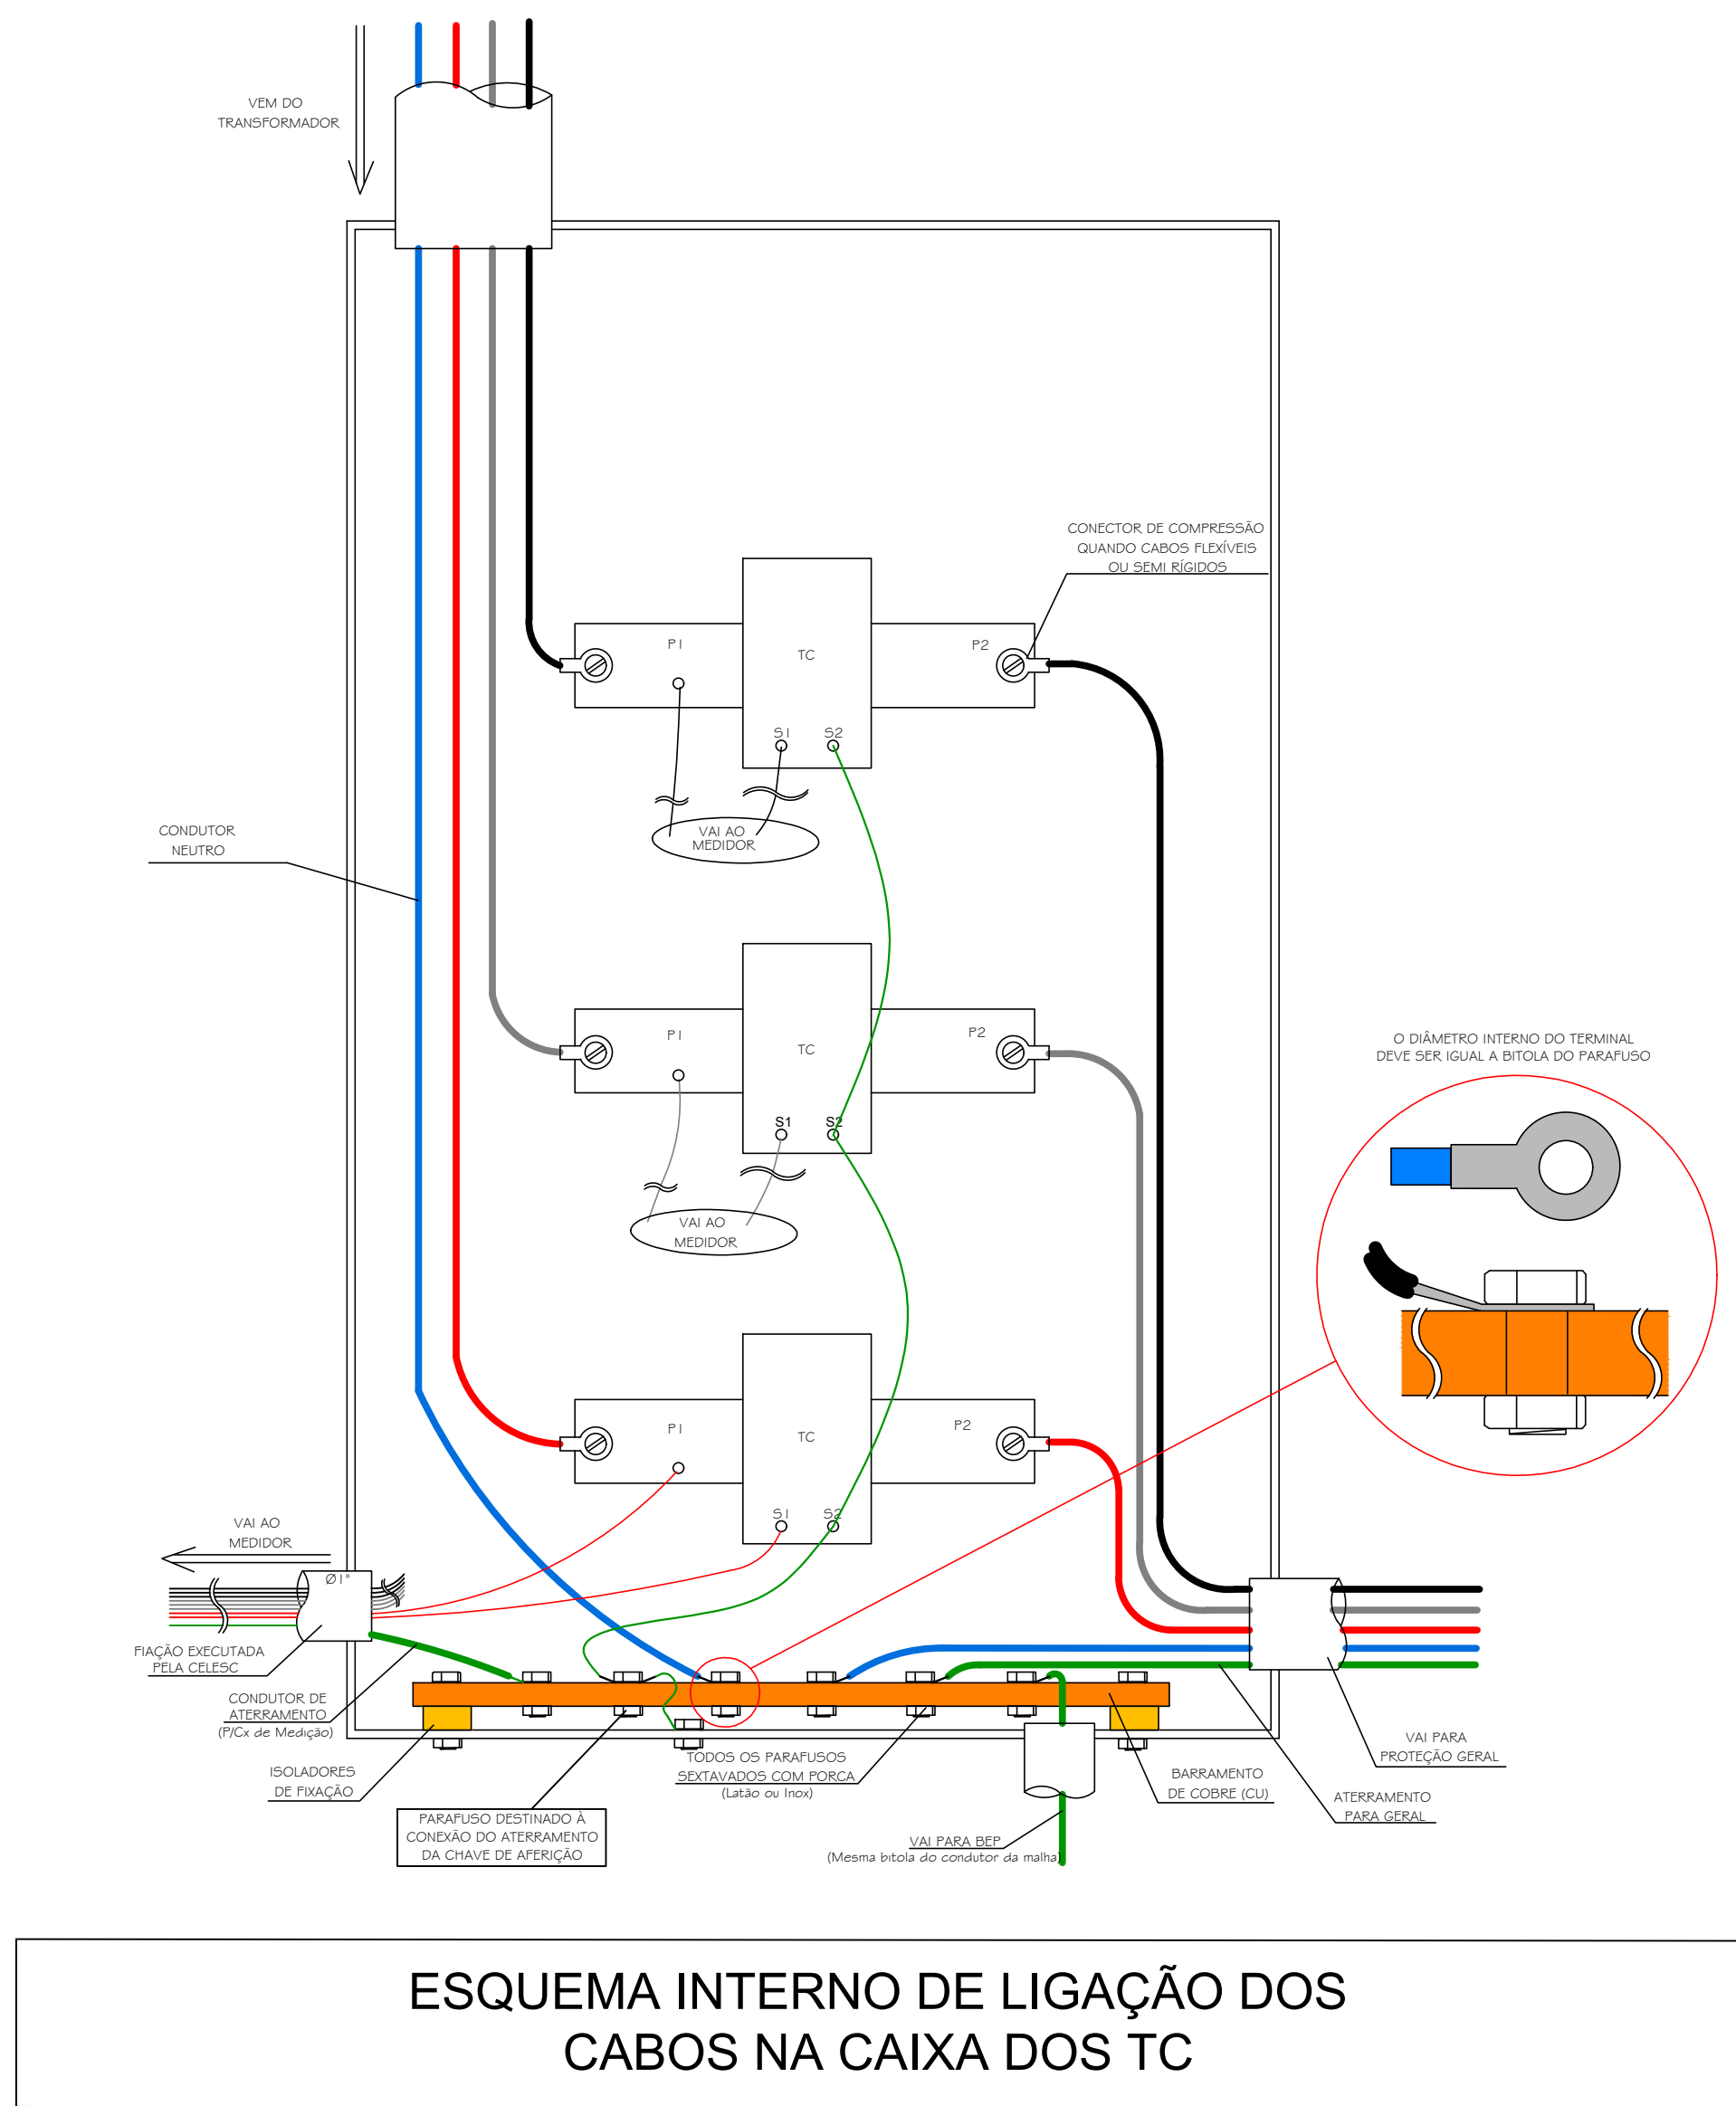 VEM DO
TRANSFORMADOR
CONECTOR DE COMPRESSÃO
QUANDO CABOS FLEXÍVEIS
OU SEMI RÍGIDOS
P1
TC
P2
S1
S2
VAI AO
MEDIDOR
CONDUTOR
NEUTRO
P1
TC
P2
S1
S2
VAI AO
MEDIDOR
O DIÂMETRO INTERNO DO TERMINAL
DEVE SER IGUAL A BITOLA DO PARAFUSO
P1
TC
P2
S1
S2
VAI AO
MEDIDOR
Ø1"
FIAÇÃO EXECUTADA
PELA CELESC
CONDUTOR DE
ATERRAMENTO
(P/Cx de Medição)
ISOLADORES
DE FIXAÇÃO
PARAFUSO DESTINADO À
CONEXÃO DO ATERRAMENTO
DA CHAVE DE AFERIÇÃO
TODOS OS PARAFUSOS
SEXTAVADOS COM PORCA
(Latão ou Inox)
VAI PARA BEP
(Mesma bitola do condutor da malha)
BARRAMENTO
DE COBRE (CU)
ATERRAMENTO
PARA GERAL
VAI PARA
PROTEÇÃO GERAL
ESQUEMA INTERNO DE LIGAÇÃO DOS
CABOS NA CAIXA DOS TC